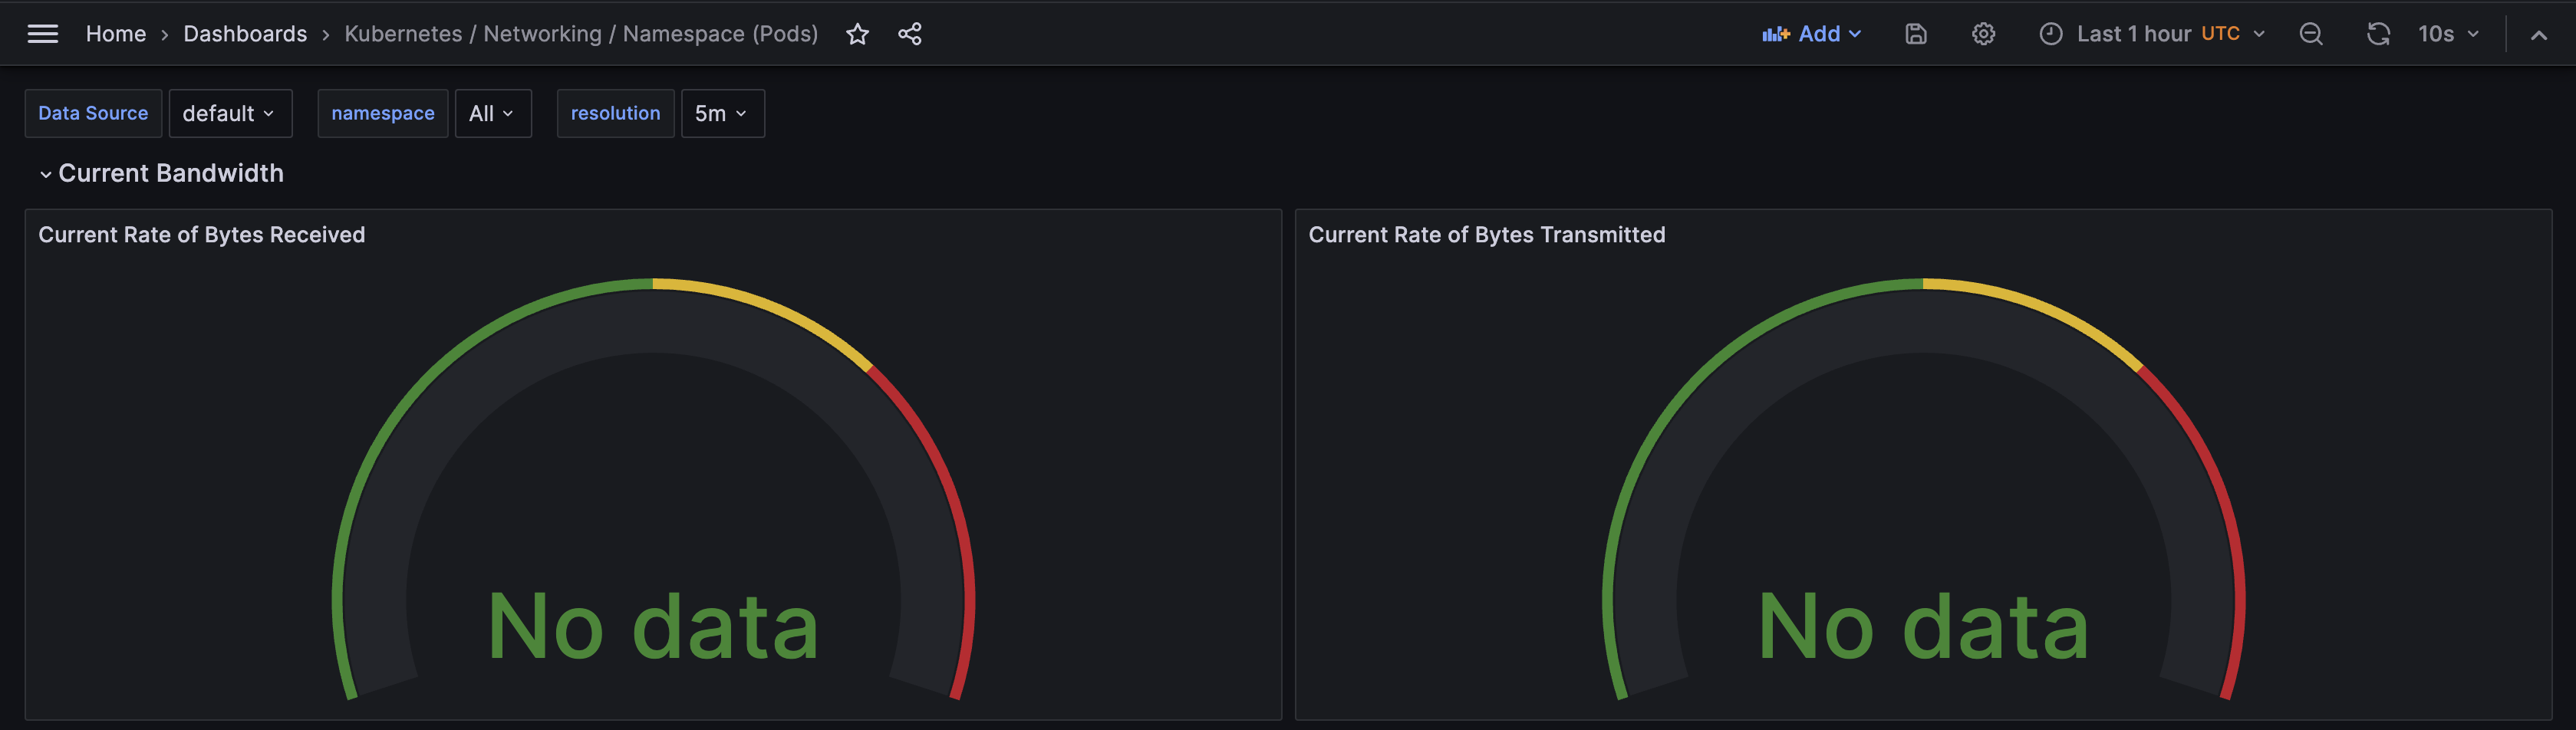 Home › Dashboards › Kubernetes / Networking / Namespace (Pods) Add Last 1 hour UTC 10s
Data Source default namespace All resolution 5m
Current Bandwidth
Current Rate of Bytes Received
No data
Current Rate of Bytes Transmitted
No data